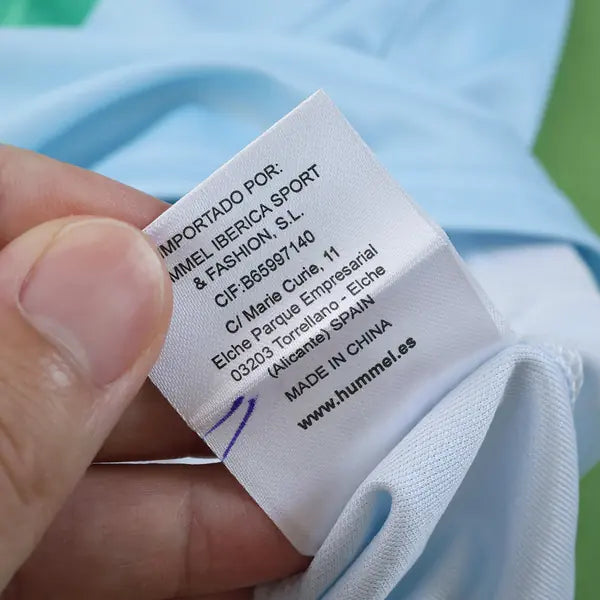 IMPORTADO POR:
MMEL IBERICA SPORT
& FASHION, S.L.
CIF:B65997140
C/ Marie Curie, 11
Elche Parque Empresarial
03203 Torrellano - Elche
(Alicante) SPAIN
MADE IN CHINA
www.hummel.es